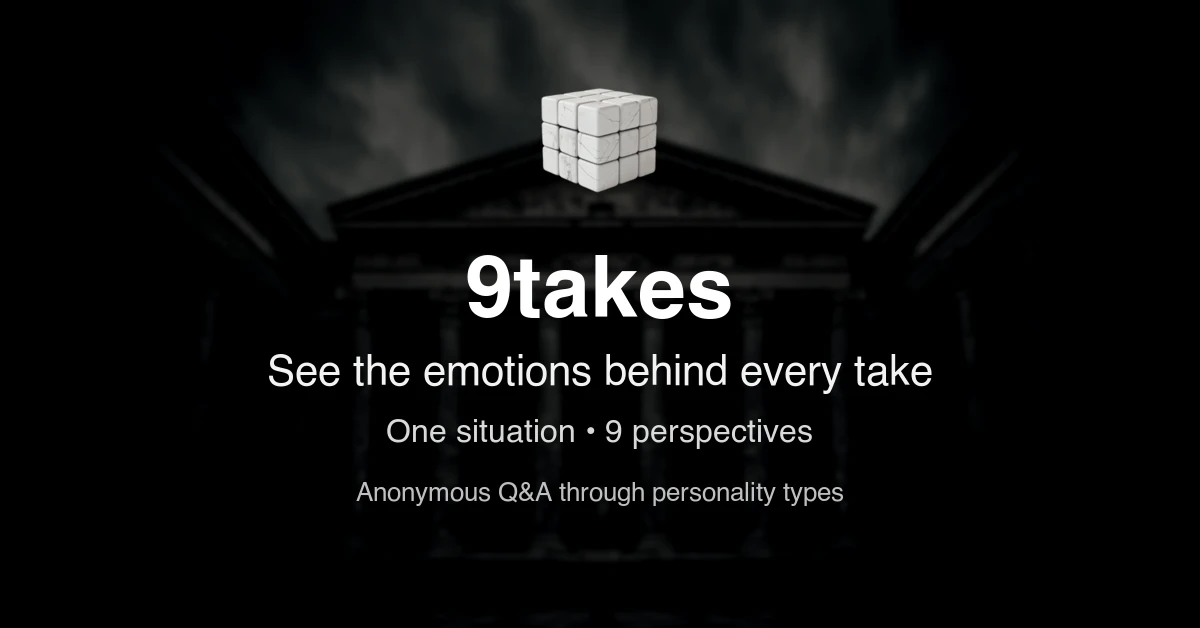 9takes
See the emotions behind every take
One situation • 9 perspectives
Anonymous Q&A through personality types